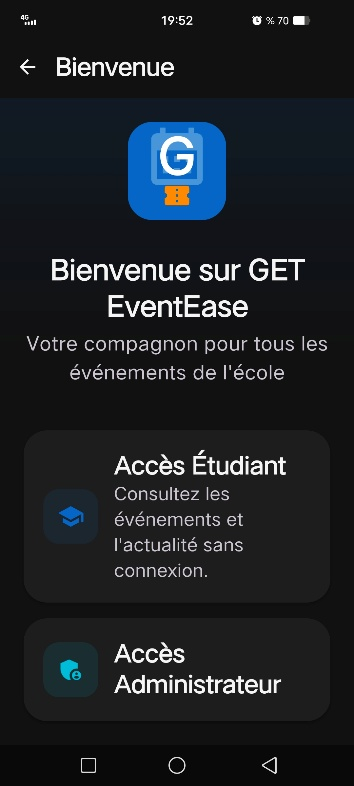 4G
19:52
% 70
Bienvenue
G
Bienvenue sur GET
EventEase
Votre compagnon pour tous les
événements de l'école
Accès Étudiant
Consultez les
événements et
l'actualité sans
connexion.
Accès
Administrateur